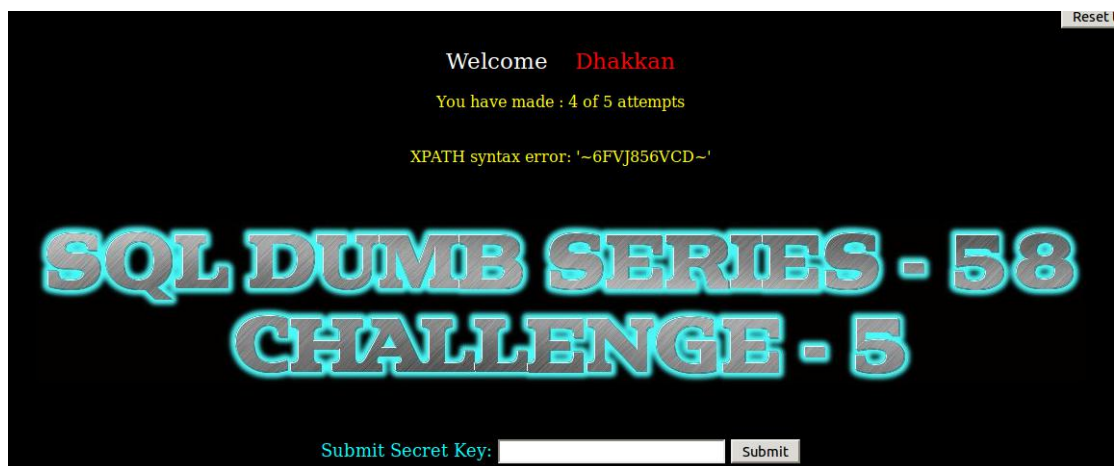 Reset
Welcome Dhakkan
You have made : 4 of 5 attempts
XPATH syntax error: '~6FVJ856VCD~'
SQL DUMB SERIES - 58
CHALLENGE - 5
Submit Secret Key:
Submit